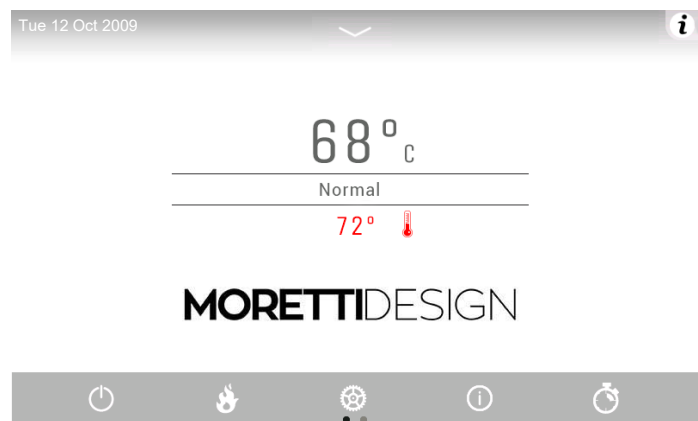 Tue 12 Oct 2009
i
68°c
Normal
72°
MORETTIDESIGN
i